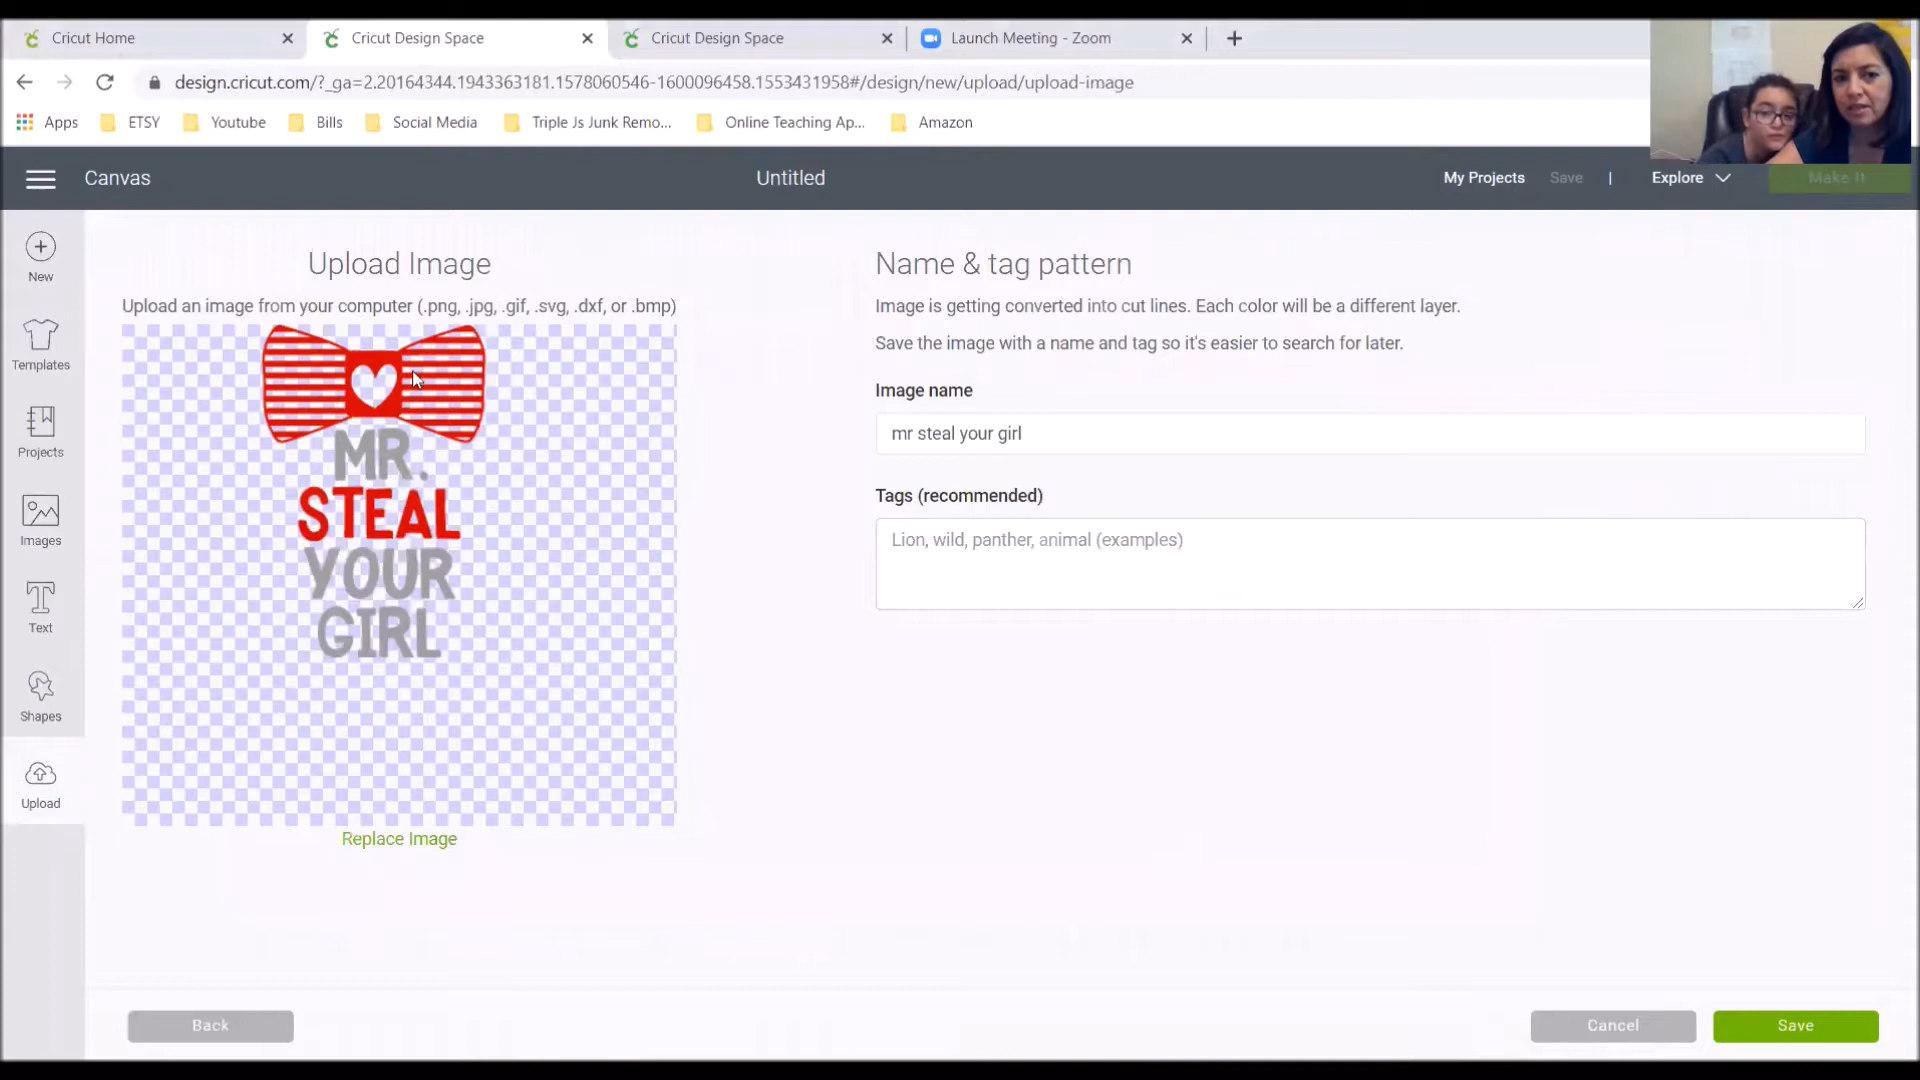 Cricut Home
Cricut Design Space
Cricut Design Space
Launch Meeting - Zoom
design.cricut.com/?_ga=2.20164344.1943363181.1578060546-1600096458.1553431958#/design/new/upload/upload-image
Apps
ETSY
Youtube
Bills
Social Media
Triple Js Junk Remo...
Online Teaching Ap...
Amazon
Canvas
Untitled
My Projects
Save
|
Explore
Make It
New
Templates
Projects
Images
Text
Shapes
Upload
Upload Image
Upload an image from your computer (.png, .jpg, .gif, .svg, .dxf, or .bmp)
MR.
STEAL
YOUR
GIRL
Replace Image
Name & tag pattern
Image is getting converted into cut lines. Each color will be a different layer.
Save the image with a name and tag so it's easier to search for later.
Image name
mr steal your girl
Tags (recommended)
Lion, wild, panther, animal (examples)
Back
Cancel
Save